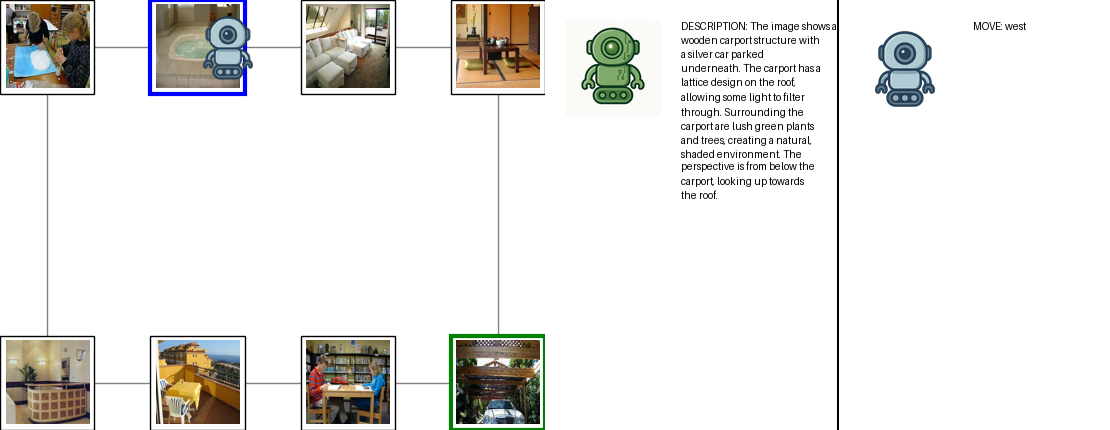 DESCRIPTION: The image shows a
wooden carport structure with
a silver car parked
underneath. The carport has a
lattice design on the roof,
allowing some light to filter
through. Surrounding the
carport are lush green plants
and trees, creating a natural,
shaded environment. The
perspective is from below the
carport, looking up towards
the roof.
MOVE: west